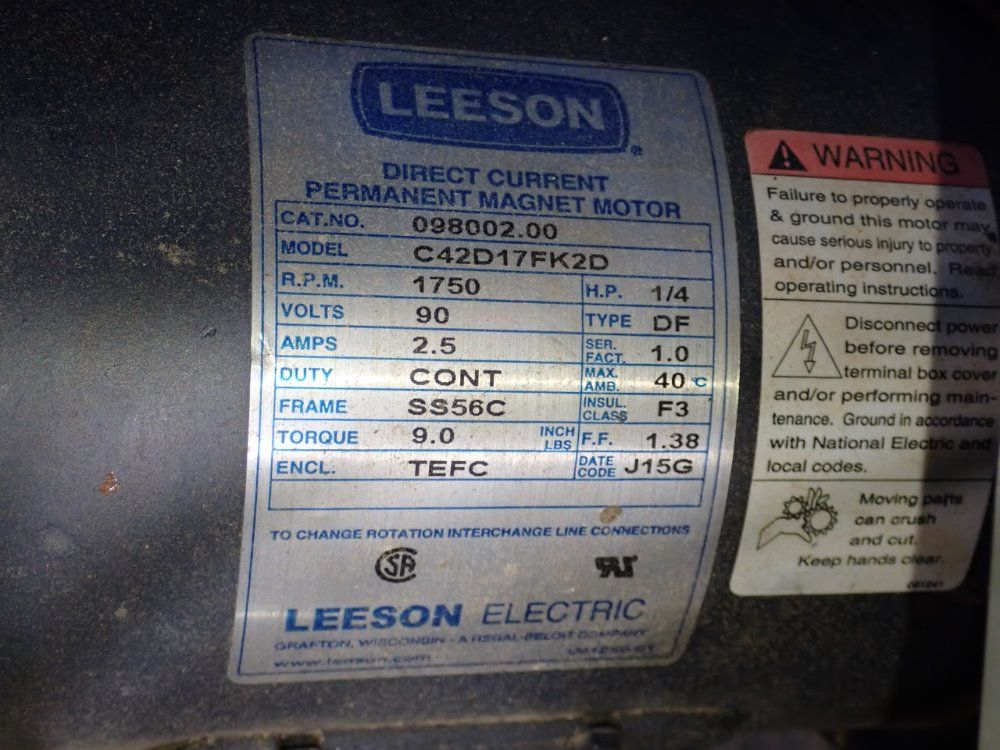 LEESON
®
DIRECT CURRENT
PERMANENT MAGNET MOTOR
CAT.NO. 098002.00
MODEL C42D17FK2D
R.P.M. 1750 H.P. 1/4
VOLTS 90 TYPE DF
AMPS 2.5 SER. FACT. 1.0
DUTY CONT MAX. AMB. 40 °C
FRAME SS56C INSUL. CLASS F3
TORQUE 9.0 INCH LBS F.F. 1.38
ENCL. TEFC DATE CODE J15G
TO CHANGE ROTATION INTERCHANGE LINE CONNECTIONS
SA
LEESON ELECTRIC
GRAFTON, WISCONSIN - A REGAL-BELOIT COMPANY
www.leeson.com
WARNING
Failure to properly operate
& ground this motor may
cause serious injury to property
and/or personnel. Read
operating instructions.
Disconnect power
before removing
terminal box cover
and/or performing main-
tenance. Ground in accordance
with National Electric and
local codes.
Moving parts
can crush
and cut.
Keep hands clear.